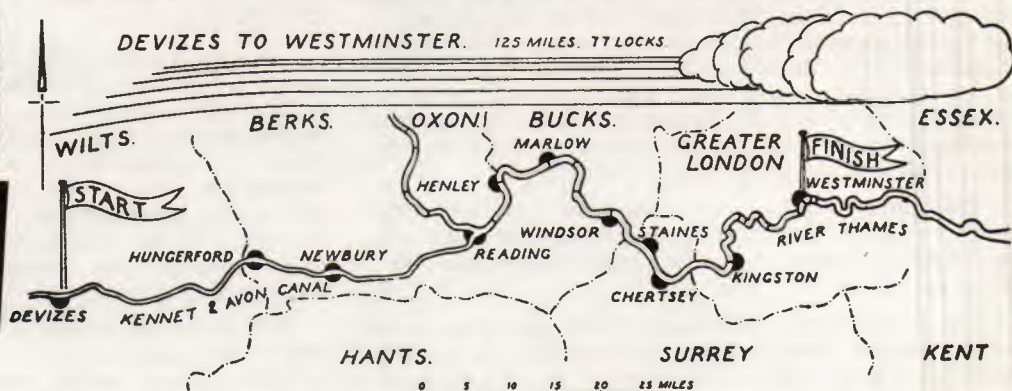 DEVIZES TO WESTMINSTER. 125 MILES. 77 LOCKS.
WILTS.
BERKS.
OXON.
BUCKS.
GREATER
LONDON
ESSEX.
START
FINISH
MARLOW
HENLEY
WESTMINSTER
WINDSOR
STAINES
RIVER THAMES
READING
HUNGERFORD
NEWBURY
KINGSTON
CHERTSEY
DEVIZES
KENNET & AVON CANAL
HANTS.
SURREY
KENT
0 5 10 15 20 25 MILES